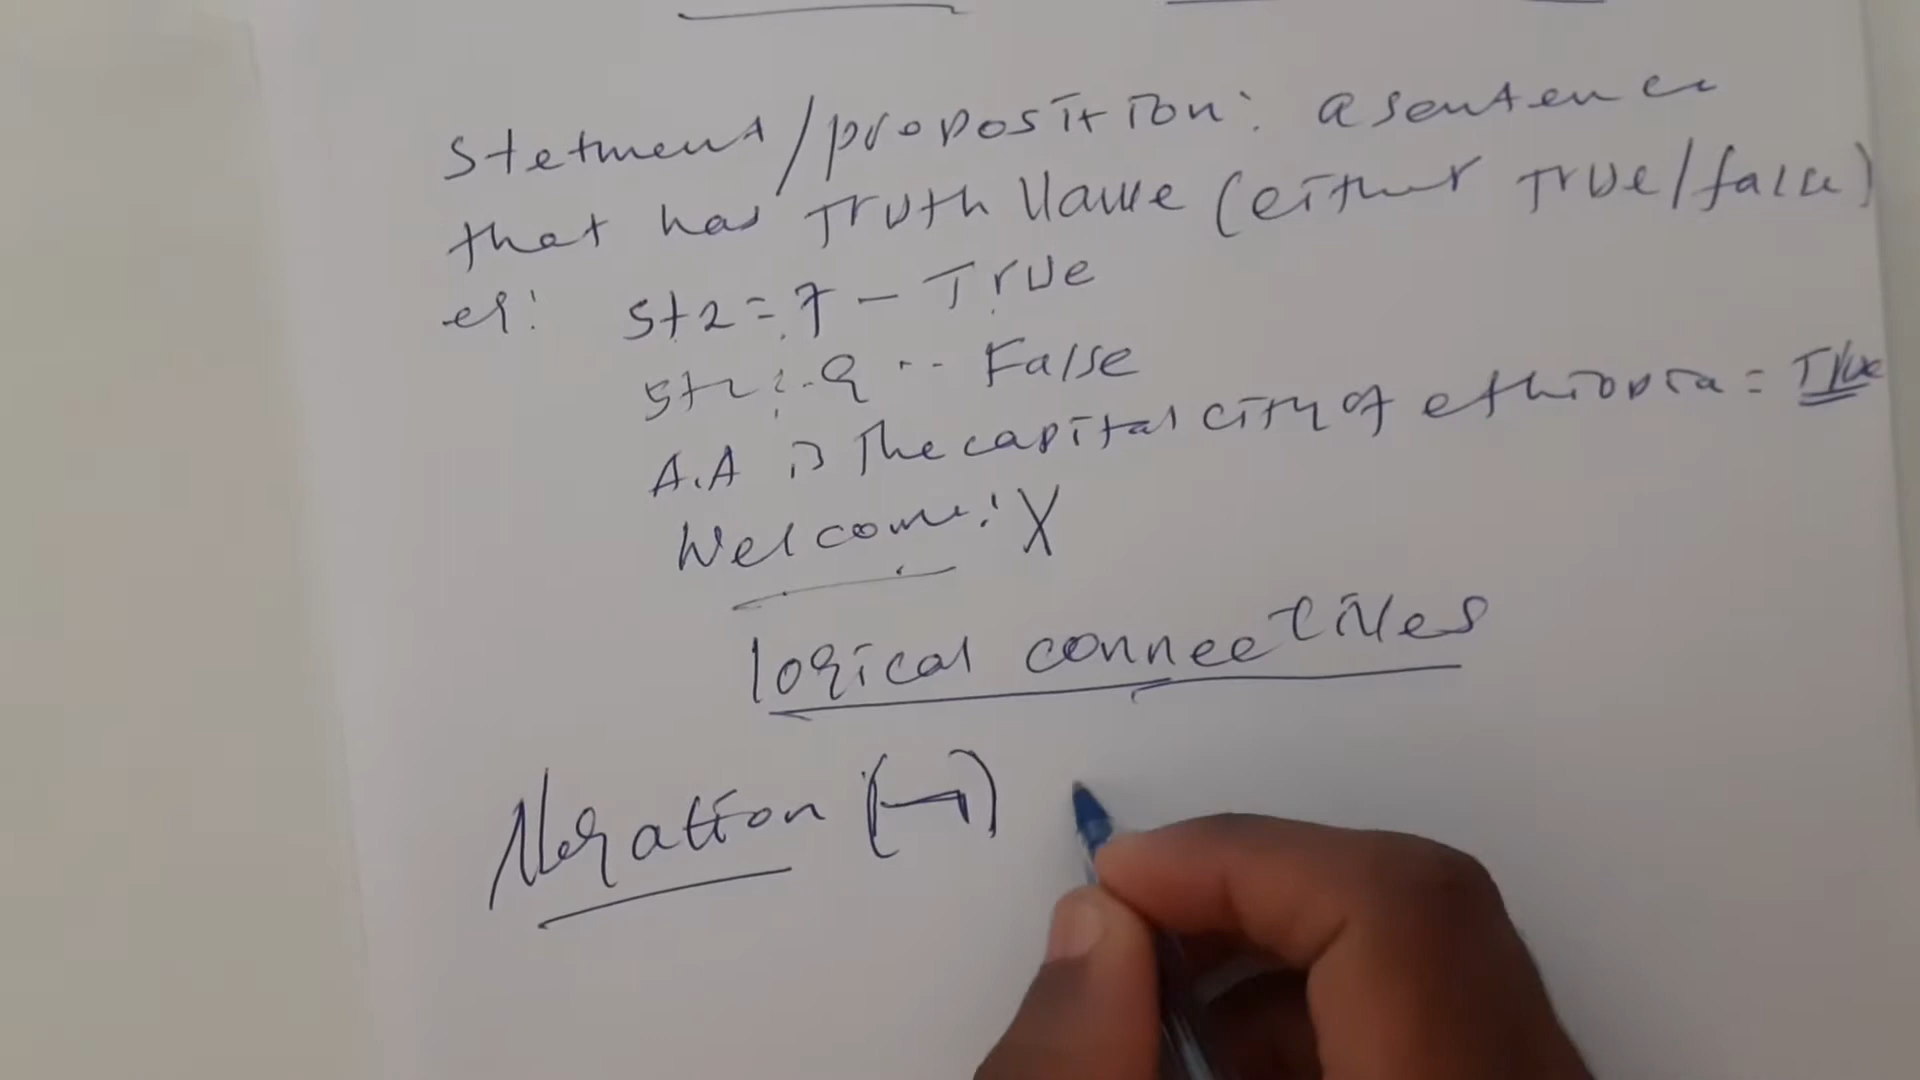 Stetment/proposition: a sentence
that has Truth Value (either True/false)
ex: 5+2=7 - True
5+2=9 -- False
A.A is The capital city of ethiopia = True
Welcome! X
logical connectives
Negation (¬)